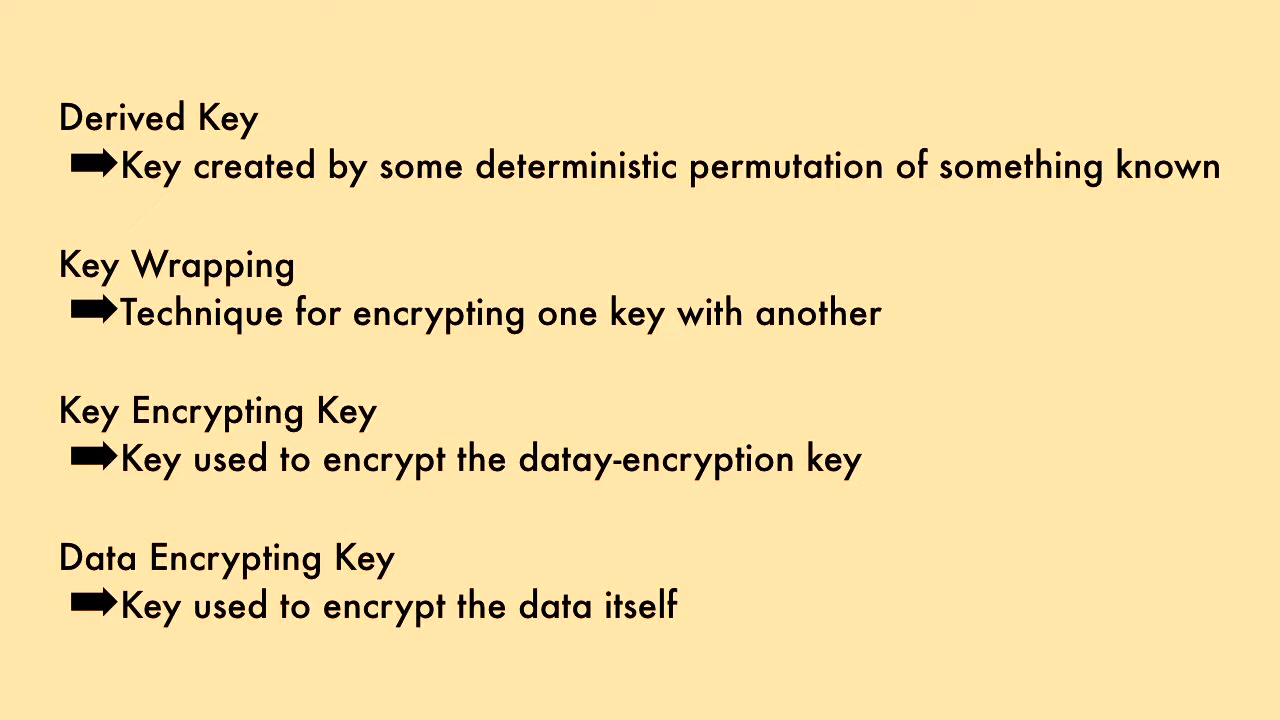 Derived Key
Key created by some deterministic permutation of something known
Key Wrapping
Technique for encrypting one key with another
Key Encrypting Key
Key used to encrypt the datay-encryption key
Data Encrypting Key
Key used to encrypt the data itself